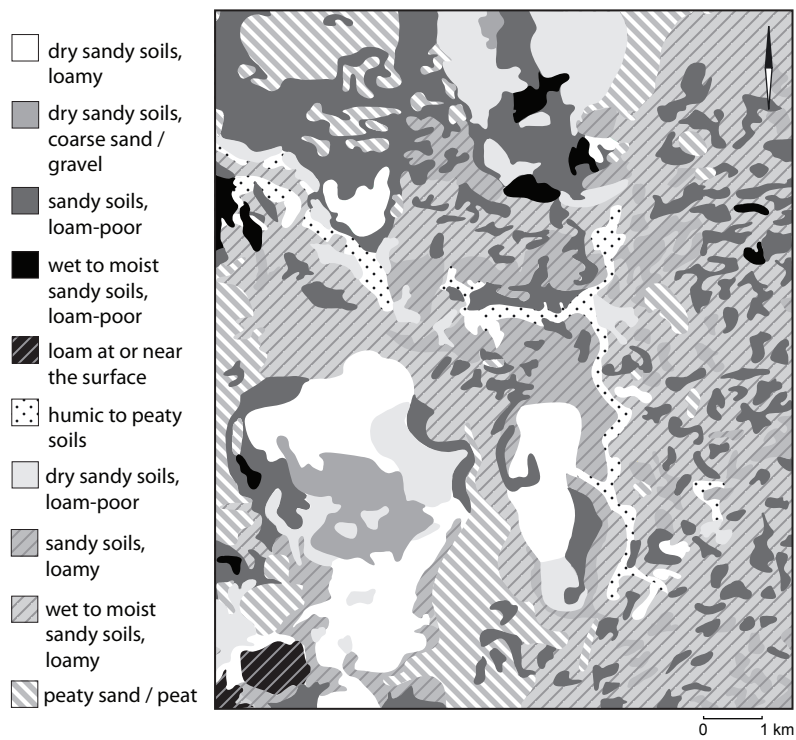 dry sandy soils,
loamy
dry sandy soils,
coarse sand /
gravel
sandy soils,
loam-poor
wet to moist
sandy soils,
loam-poor
loam at or near
the surface
humic to peaty
soils
dry sandy soils,
loam-poor
sandy soils,
loamy
wet to moist
sandy soils,
loamy
peaty sand / peat
0 1 km